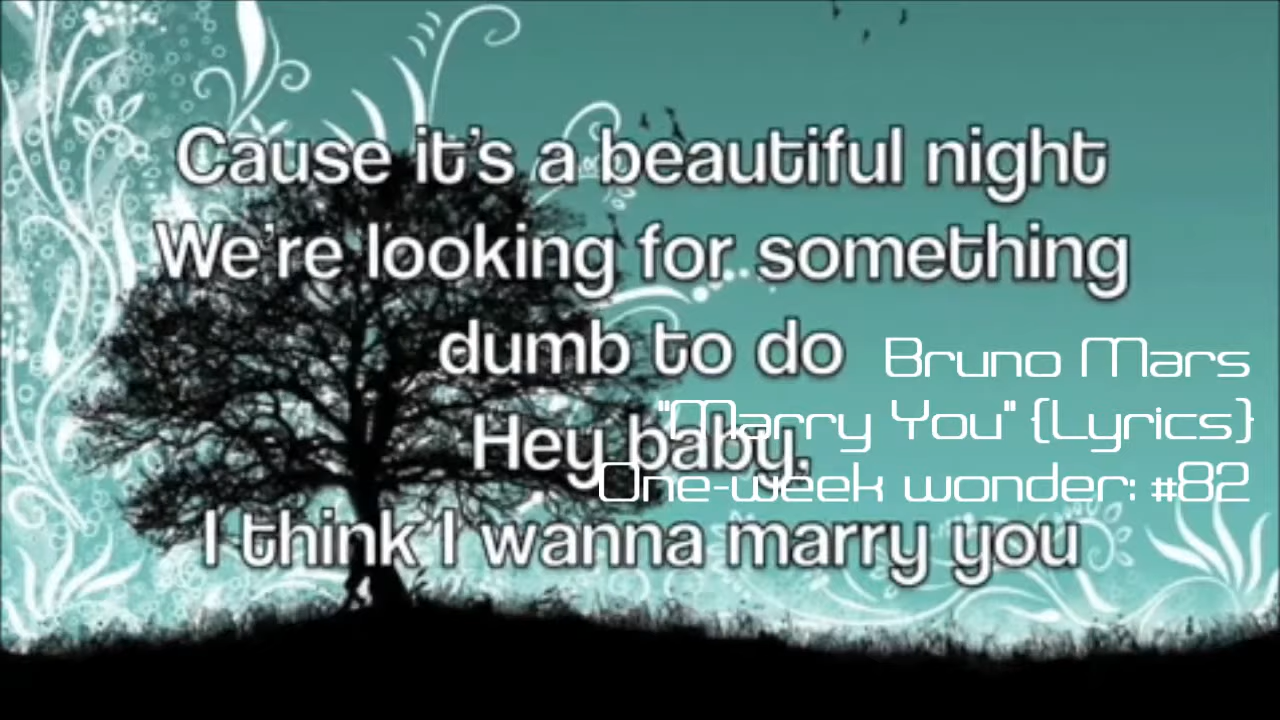 Cause it's a beautiful night
We're looking for something
dumb to do
Hey baby,
I think I wanna marry you
Bruno Mars
"Marry You" {Lyrics}
One-week wonder: #82